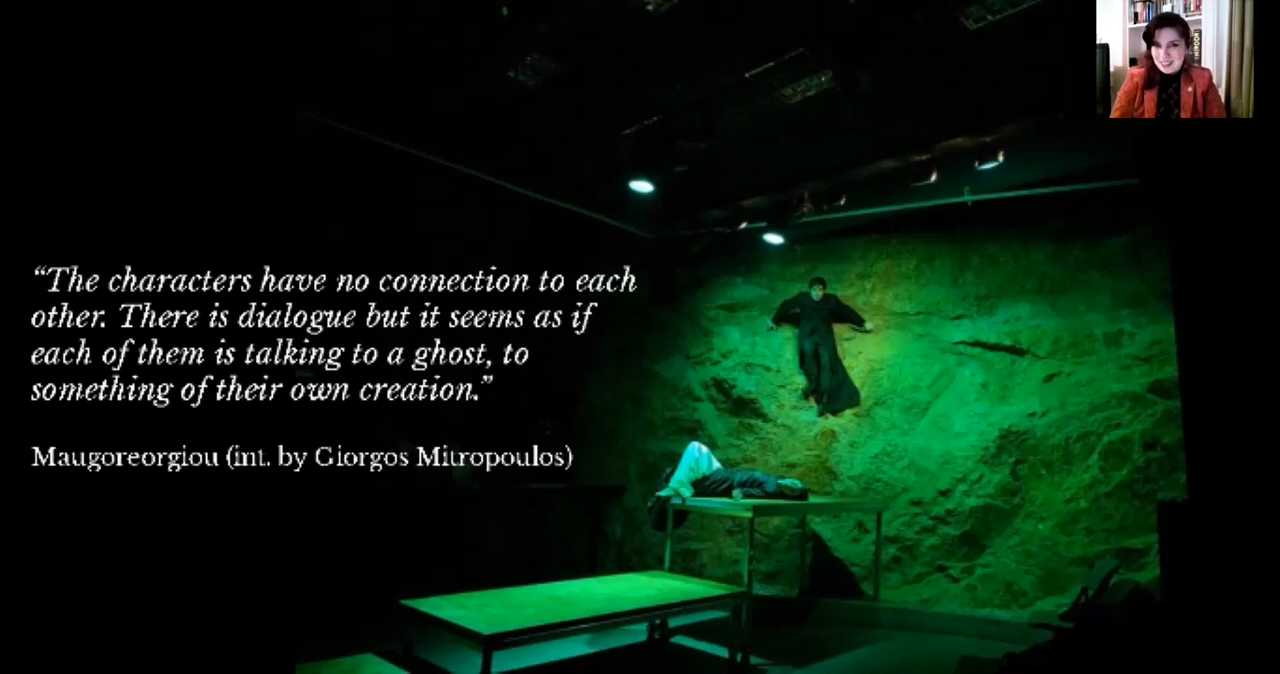 “The characters have no connection to each
other. There is dialogue but it seems as if
each of them is talking to a ghost, to
something of their own creation.”
Maugoreorgiou (int. by Giorgos Mitropoulos)